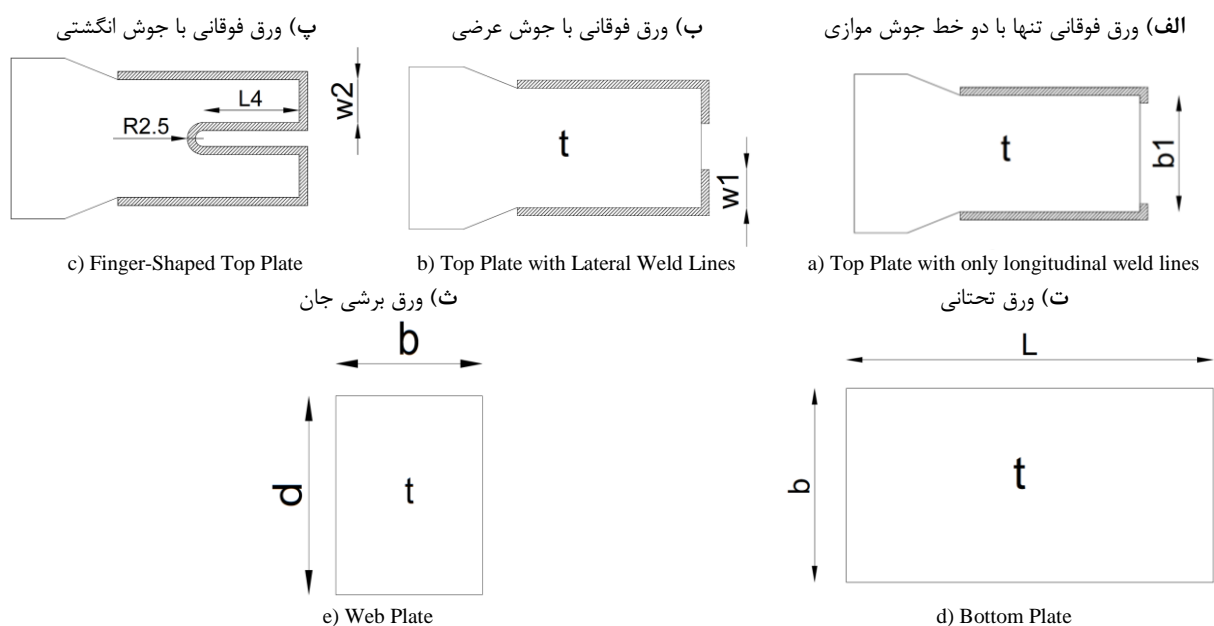 الف) ورق فوقانی تنها با دو خط جوش موازی
ب) ورق فوقانی با جوش عرضی
پ) ورق فوقانی با جوش انگشتی
t
b1
t
w1
L4
R2.5
w2
a) Top Plate with only longitudinal weld lines
b) Top Plate with Lateral Weld Lines
c) Finger-Shaped Top Plate
ت) ورق تحتانی
ث) ورق برشی جان
L
b
t
b
d
t
d) Bottom Plate
e) Web Plate